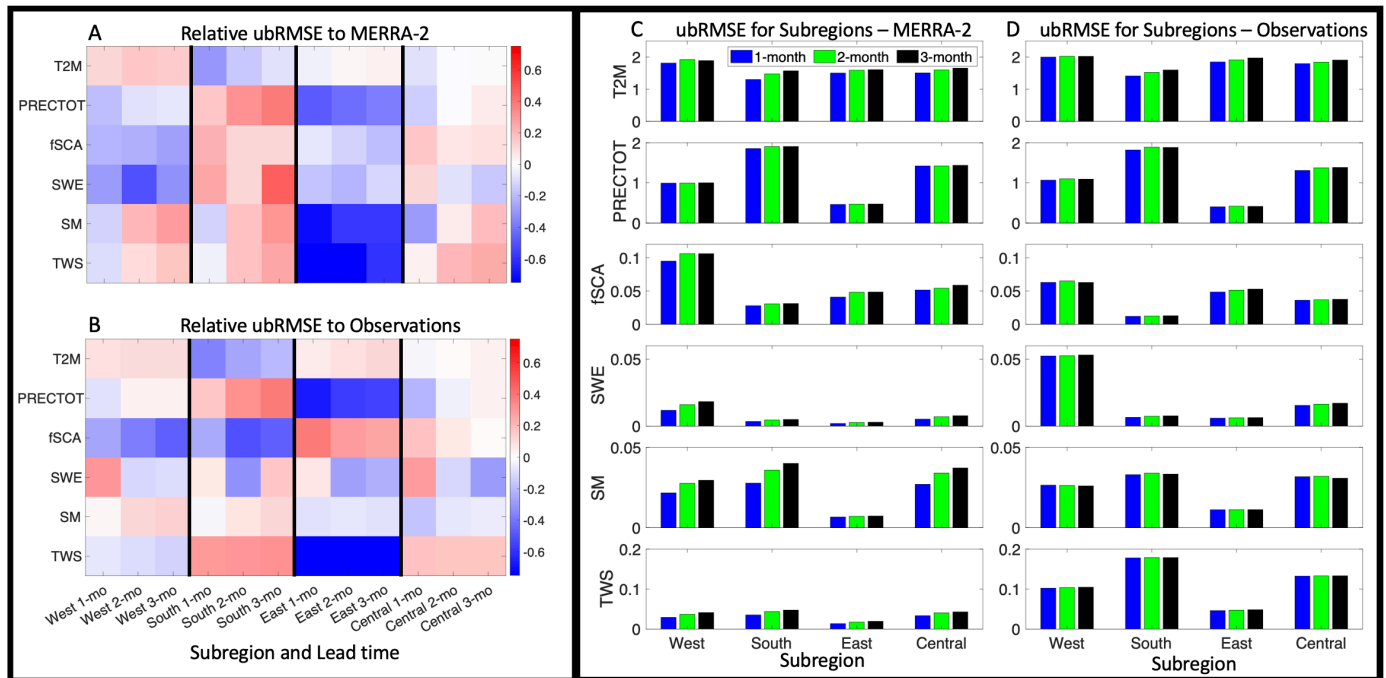 A
Relative ubRMSE to MERRA-2
T2M
PRECTOT
fSCA
SWE
SM
TWS
0.6
0.4
0.2
0
-0.2
-0.4
-0.6
B
Relative ubRMSE to Observations
T2M
PRECTOT
fSCA
SWE
SM
TWS
0.6
0.4
0.2
0
-0.2
-0.4
-0.6
West 1-mo
West 2-mo
West 3-mo
South 1-mo
South 2-mo
South 3-mo
East 1-mo
East 2-mo
East 3-mo
Central 1-mo
Central 2-mo
Central 3-mo
Subregion and Lead time
C
ubRMSE for Subregions – MERRA-2
1-month
2-month
3-month
T2M
2
1
0
PRECTOT
2
1
0
fSCA
0.1
0.05
0
SWE
0.05
0
SM
0.05
0
TWS
0.2
0.1
0
West
South
East
Central
Subregion
D
ubRMSE for Subregions – Observations
2
1
0
2
1
0
0.1
0.05
0
0.05
0
0.05
0
0.2
0.1
0
West
South
East
Central
Subregion